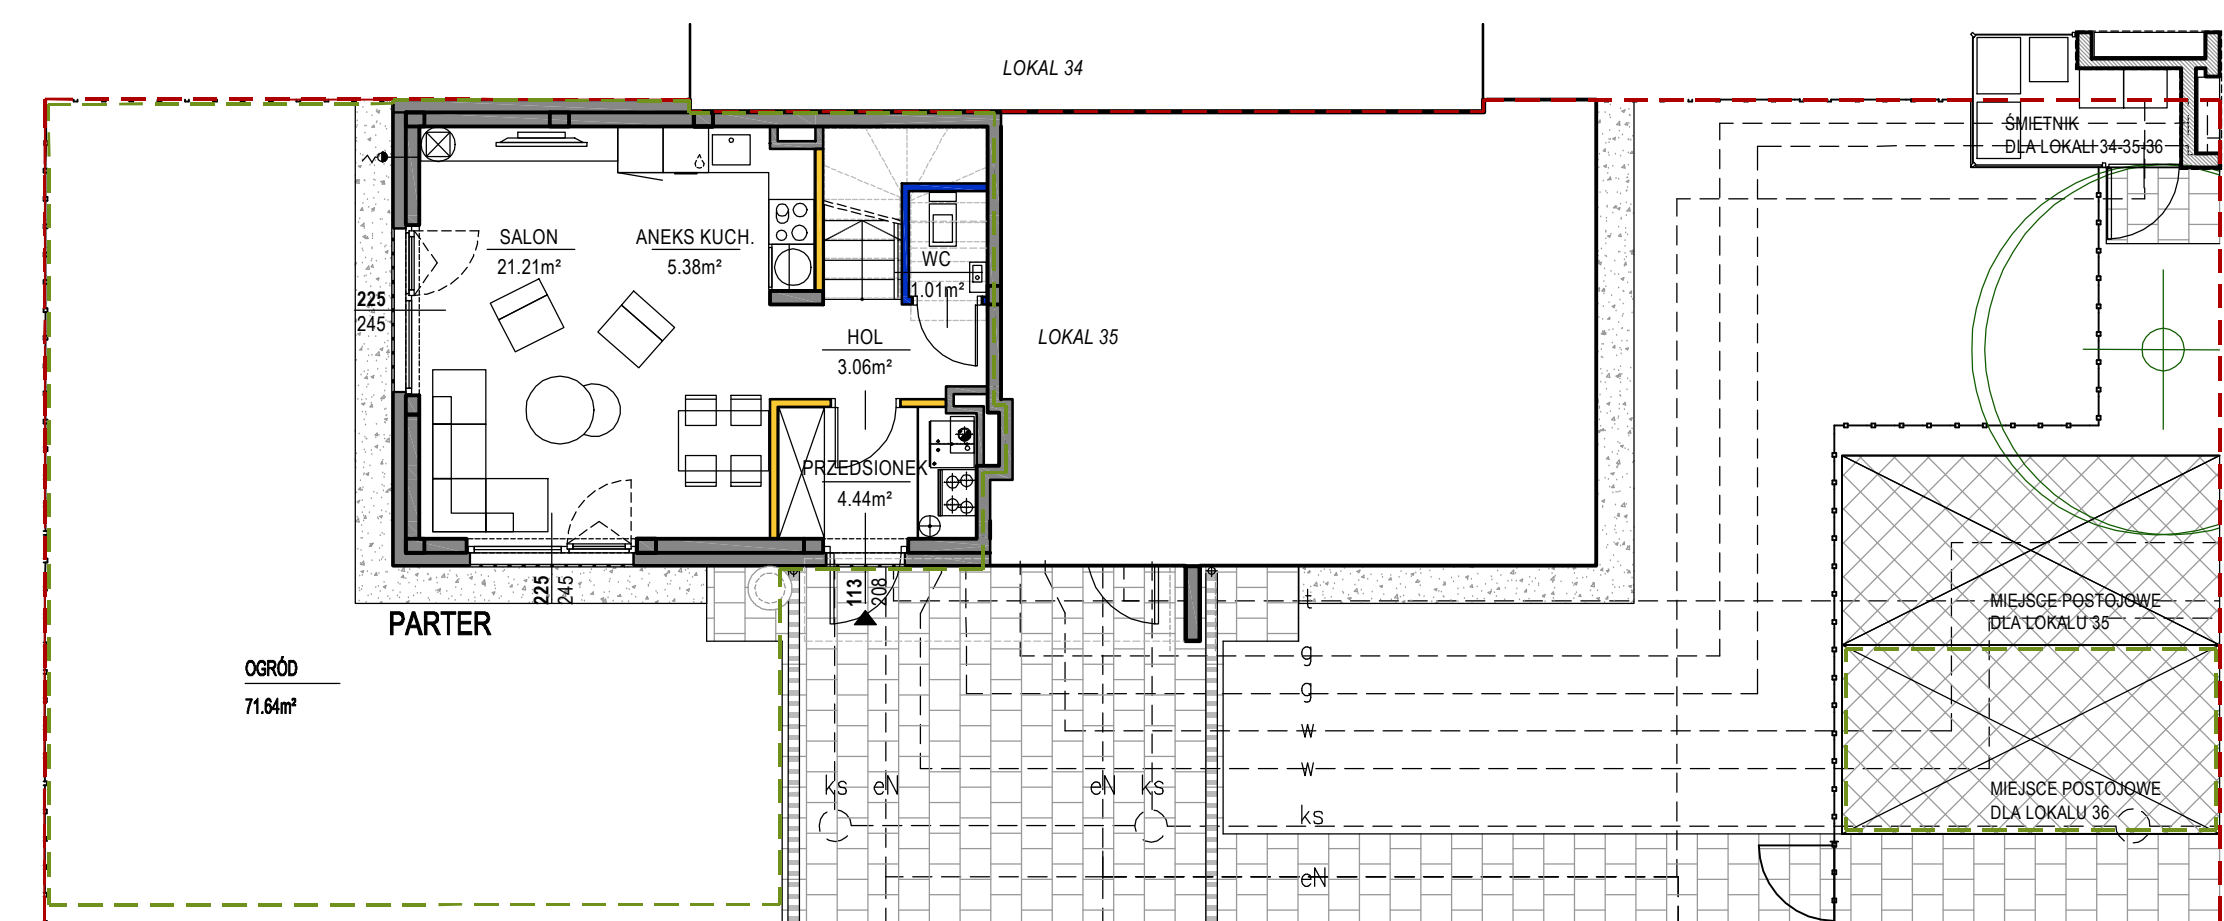 LOKAL 34
ŚMIETNIK
DLA LOKALI 34-35-36
SALON
21.21m²
ANEKS KUCH.
5.38m²
WC
1.01m²
225
245
HOL
3.06m²
LOKAL 35
PRZEDSIONEK
4.44m²
225
245
113
208
PARTER
OGRÓD
71.64m²
t
g
g
w
w
ks
eN
ks
eN
eN
ks
MIEJSCE POSTOJOWE
DLA LOKALU 35
MIEJSCE POSTOJOWE
DLA LOKALU 36